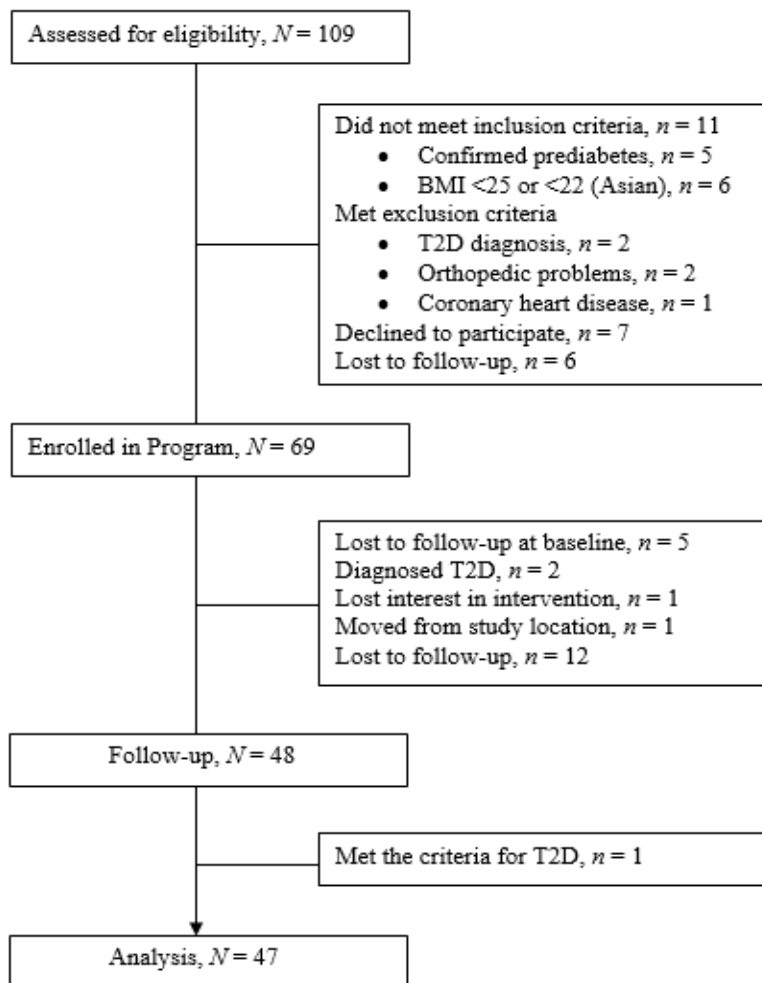 Assessed for eligibility, N = 109
Did not meet inclusion criteria, n = 11
• Confirmed prediabetes, n = 5
• BMI <25 or <22 (Asian), n = 6
Met exclusion criteria
• T2D diagnosis, n = 2
• Orthopedic problems, n = 2
• Coronary heart disease, n = 1
Declined to participate, n = 7
Lost to follow-up, n = 6
Enrolled in Program, N = 69
Lost to follow-up at baseline, n = 5
Diagnosed T2D, n = 2
Lost interest in intervention, n = 1
Moved from study location, n = 1
Lost to follow-up, n = 12
Follow-up, N = 48
Met the criteria for T2D, n = 1
Analysis, N = 47